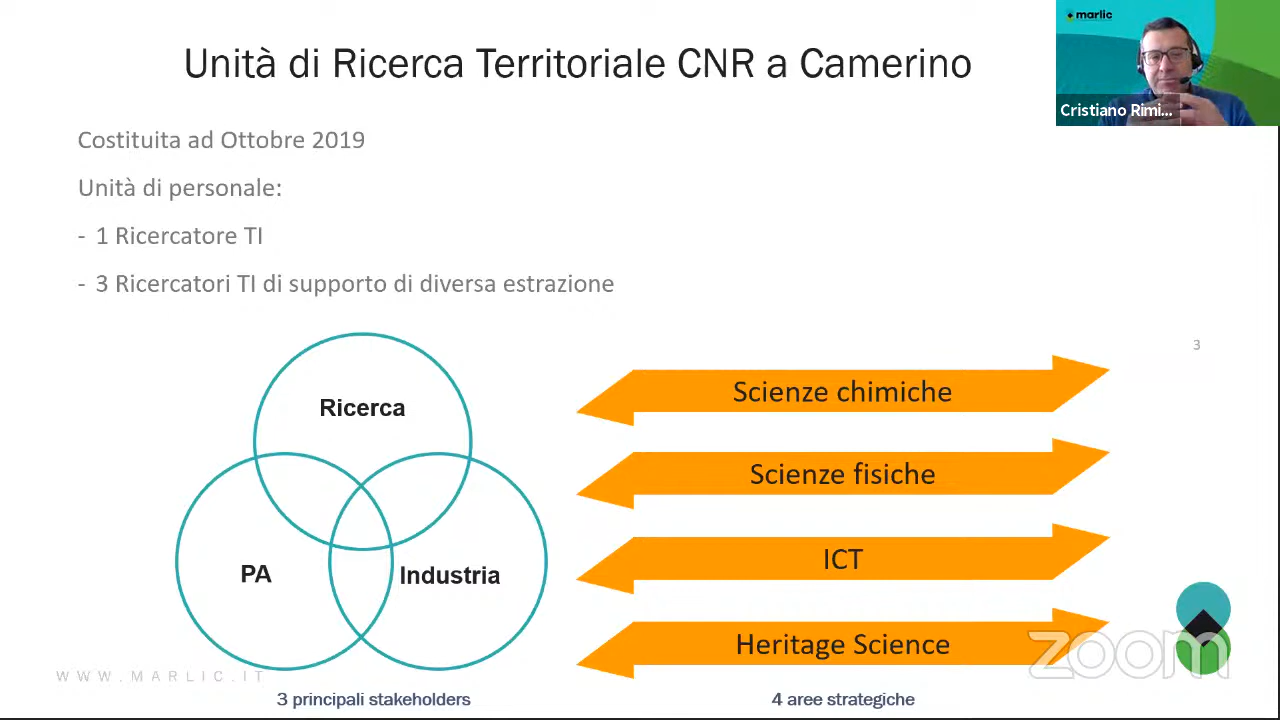 Unità di Ricerca Territoriale CNR a Camerino
marlic
Cristiano Rimi...
Costituita ad Ottobre 2019
Unità di personale:
- 1 Ricercatore TI
- 3 Ricercatori TI di supporto di diversa estrazione
3
Ricerca
PA
Industria
Scienze chimiche
Scienze fisiche
ICT
Heritage Science
zoom
WWW.MARLIC.IT
3 principali stakeholders
4 aree strategiche